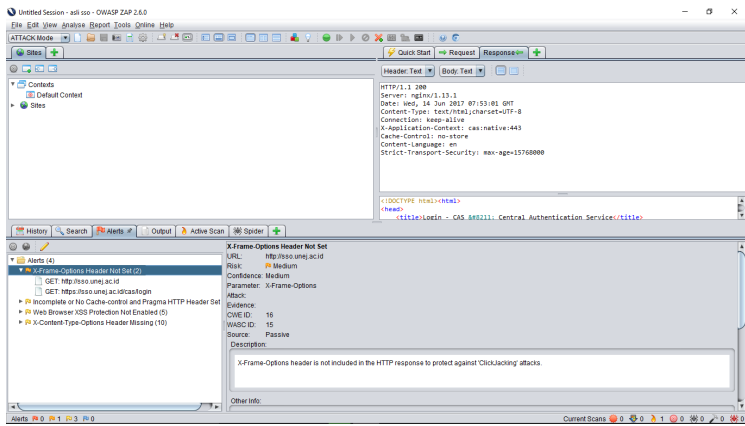 Untitled Session - asli sso - OWASP ZAP 2.6.0
File Edit View Analyse Report Tools Online Help
ATTACK Mode
Sites
Quick Start Request Response
Header: Text Body: Text
Contexts
Default Context
Sites
HTTP/1.1 200
Server: nginx/1.13.1
Date: Wed, 14 Jun 2017 07:53:01 GMT
Content-Type: text/html;charset=UTF-8
Connection: keep-alive
X-Application-Context: cas:native:443
Cache-Control: no-store
Content-Language: en
Strict-Transport-Security: max-age=15768000
<!DOCTYPE html><html>
<head>
<title>Login - CAS &#8211; Central Authentication Service</title>
History Search Alerts Output Active Scan Spider
Alerts (4)
X-Frame-Options Header Not Set (2)
GET: http://sso.unej.ac.id
GET: https://sso.unej.ac.id/cas/login
Incomplete or No Cache-control and Pragma HTTP Header Set
Web Browser XSS Protection Not Enabled (5)
X-Content-Type-Options Header Missing (10)
X-Frame-Options Header Not Set
URL: http://sso.unej.ac.id
Risk: Medium
Confidence: Medium
Parameter: X-Frame-Options
Attack:
Evidence:
CWE ID: 16
WASC ID: 15
Source: Passive
Description:
X-Frame-Options header is not included in the HTTP response to protect against 'ClickJacking' attacks.
Other Info:
Alerts 0 1 3 0
Current Scans 0 0 1 0 0 0 0